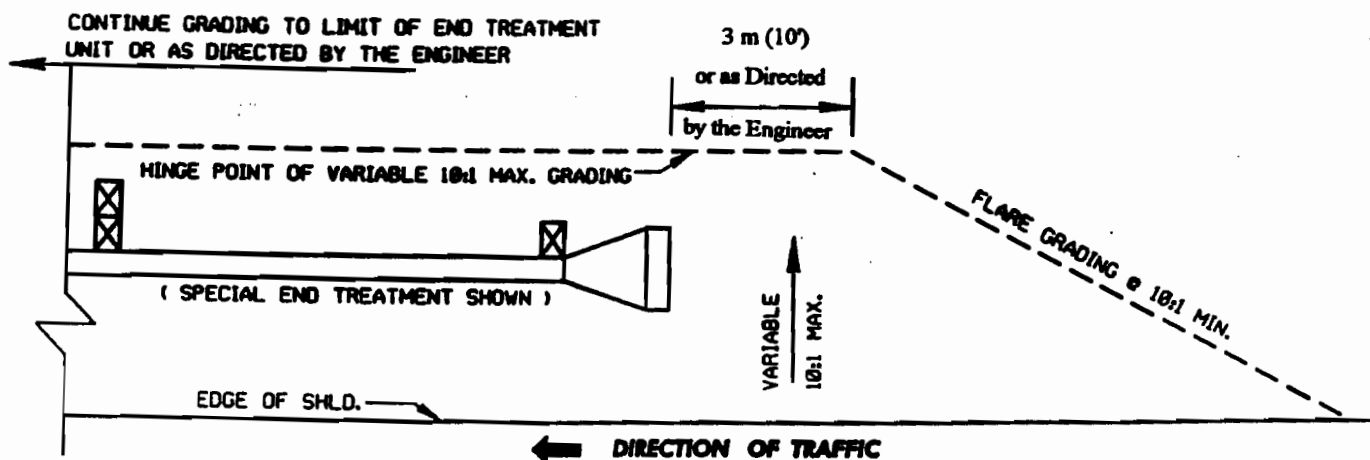 CONTINUE GRADING TO LIMIT OF END TREATMENT
UNIT OR AS DIRECTED BY THE ENGINEER
3 m (10')
or as Directed
by the Engineer
HINGE POINT OF VARIABLE 10:1 MAX. GRADING
FLARE GRADING @ 10:1 MIN.
( SPECIAL END TREATMENT SHOWN )
VARIABLE
10:1 MAX.
EDGE OF SHLD.
DIRECTION OF TRAFFIC